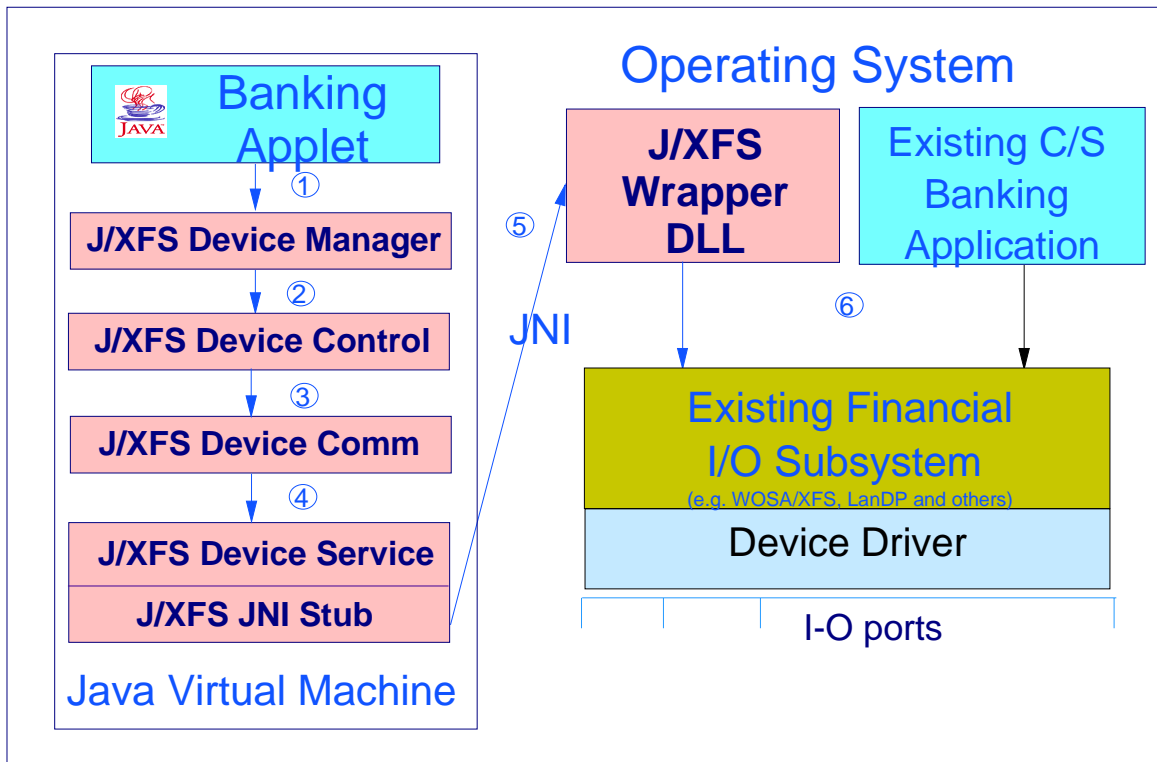 Banking
Applet
JAVA
①
J/XFS Device Manager
②
J/XFS Device Control
③
J/XFS Device Comm
④
J/XFS Device Service
J/XFS JNI Stub
Java Virtual Machine
⑤
JNI
Operating System
J/XFS
Wrapper
DLL
Existing C/S
Banking
Application
⑥
Existing Financial
I/O Subsystem
(e.g. WOSA/XFS, LanDP and others)
Device Driver
I-O ports